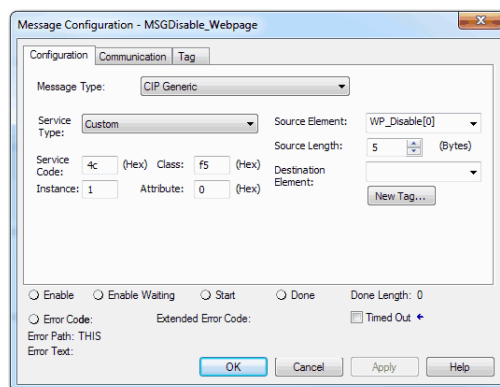 Message Configuration - MSGDisable_Webpage
Configuration Communication Tag
Message Type: CIP Generic
Service Type: Custom
Source Element: WP_Disable[0]
Source Length: 5 (Bytes)
Service Code: 4c (Hex) Class: f5 (Hex)
Destination Element:
Instance: 1 Attribute: 0 (Hex)
New Tag...
Enable Enable Waiting Start Done Done Length: 0
Error Code: Extended Error Code: Timed Out
Error Path: THIS
Error Text:
OK Cancel Apply Help